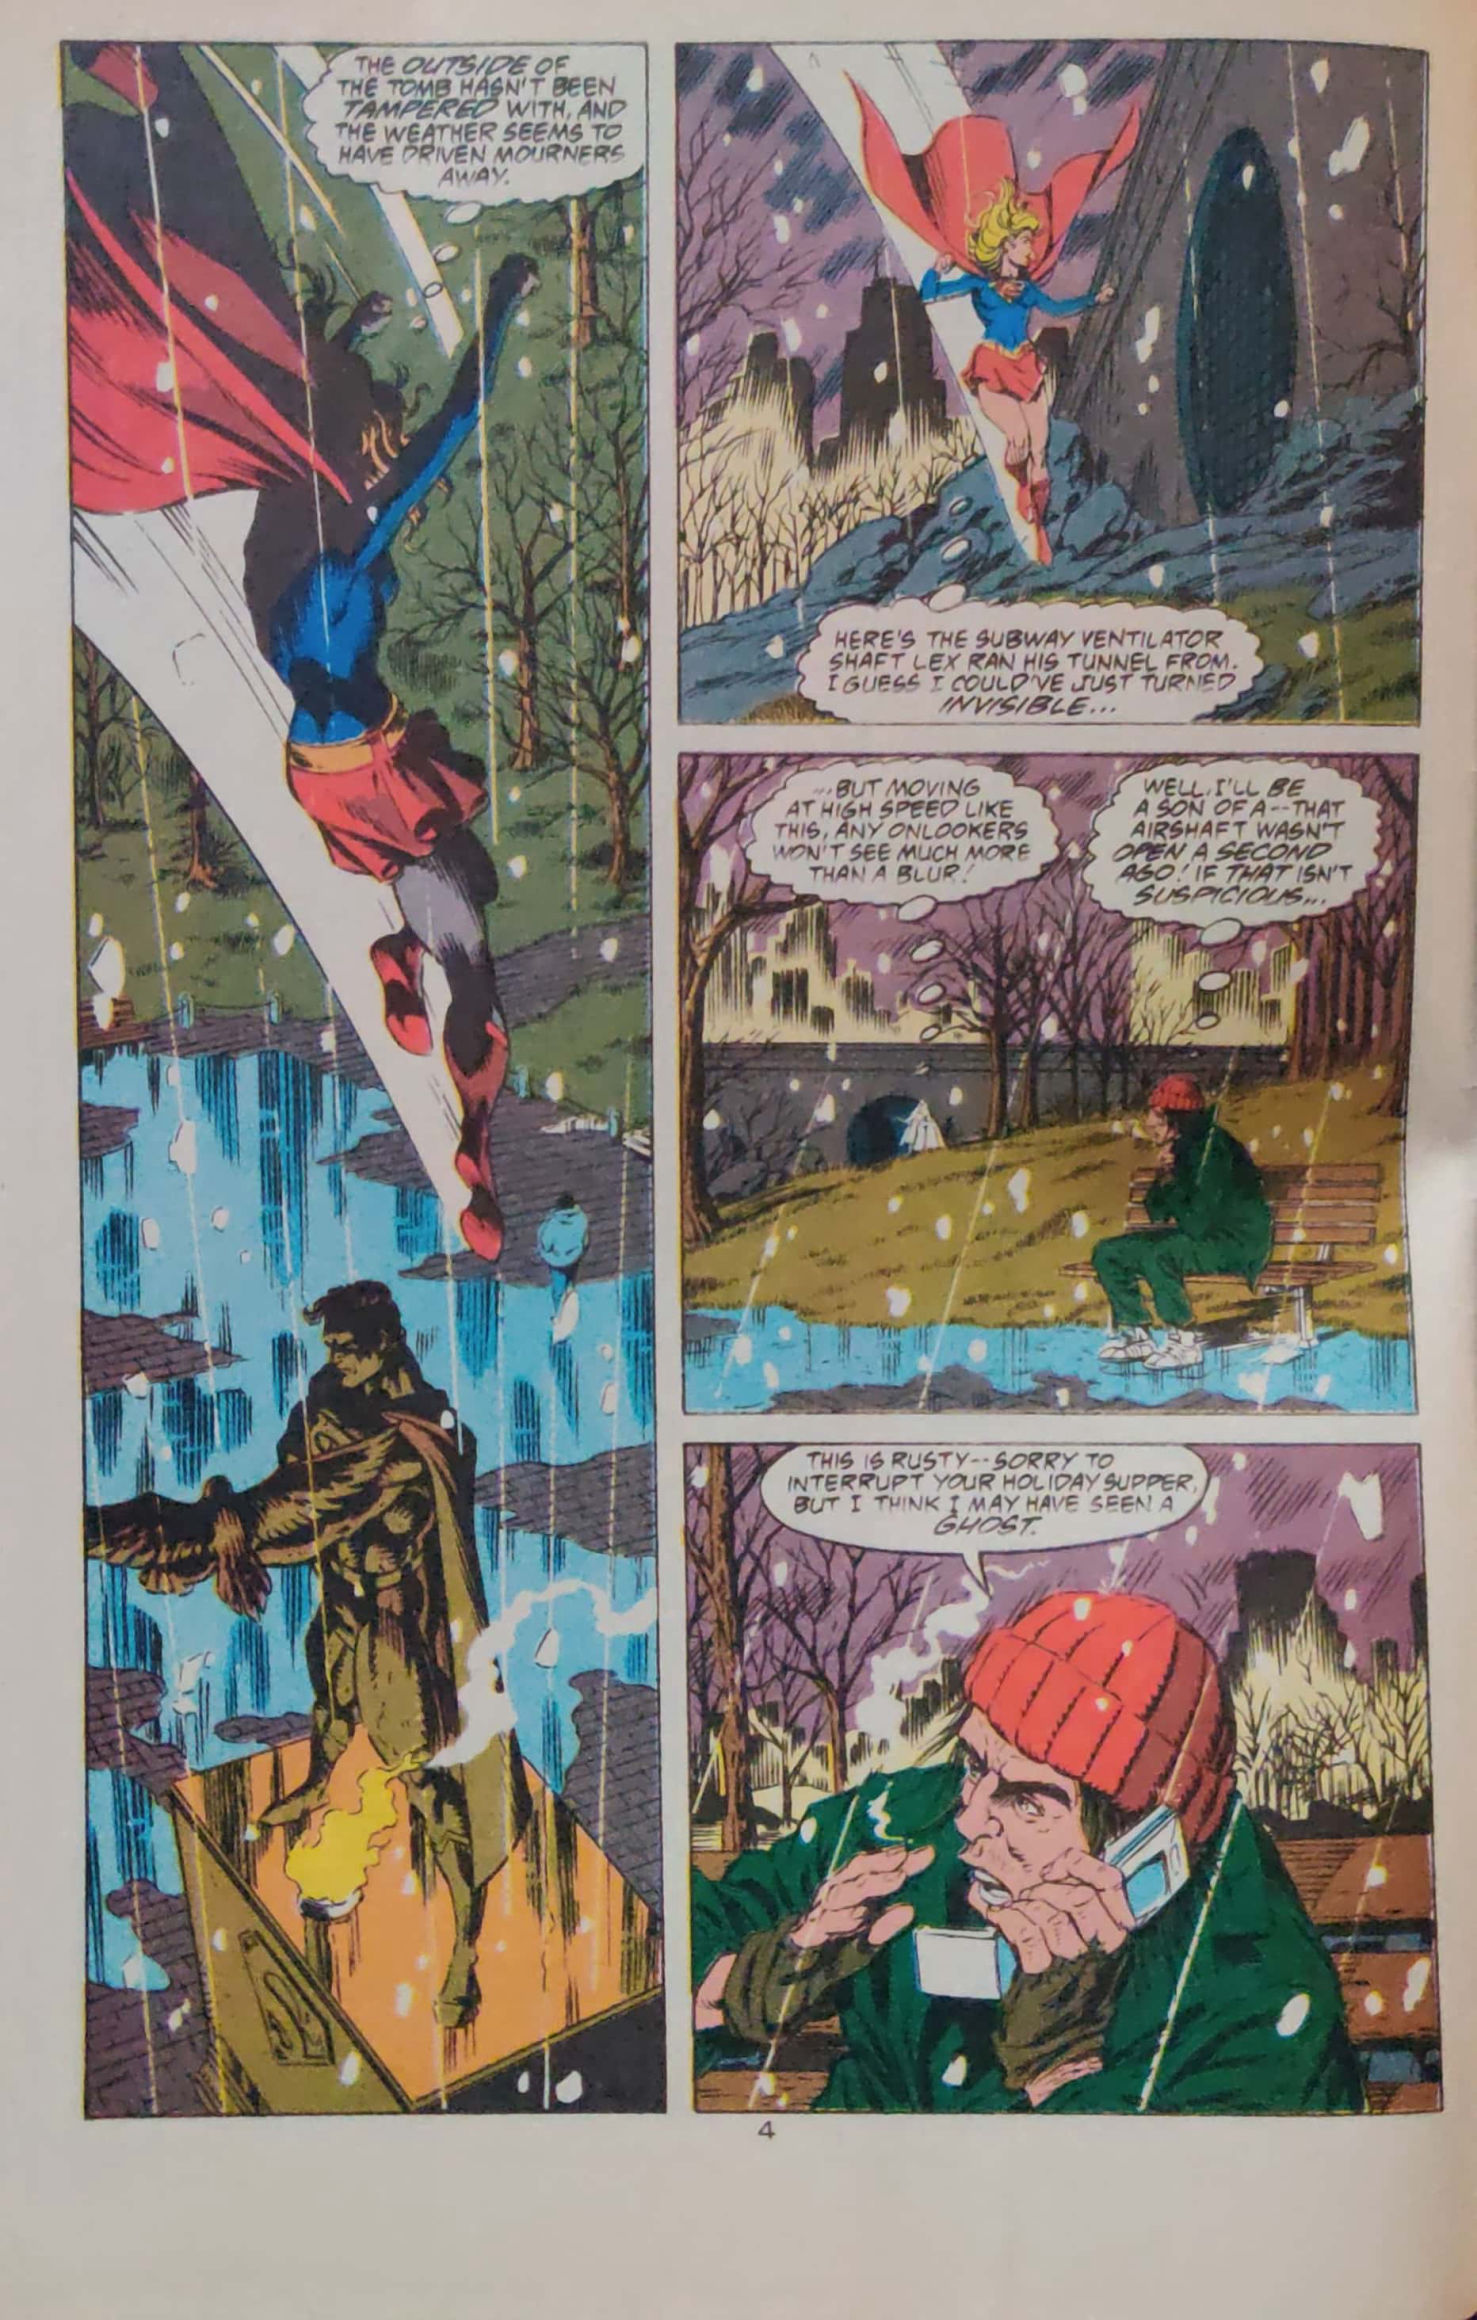 THE OUTSIDE OF
THE TOMB HASN'T BEEN
TAMPERED WITH, AND
THE WEATHER SEEMS TO
HAVE DRIVEN MOURNERS
AWAY.
HERE'S THE SUBWAY VENTILATOR
SHAFT LEX RAN HIS TUNNEL FROM.
I GUESS I COULD'VE JUST TURNED
INVISIBLE...
...BUT MOVING
AT HIGH SPEED LIKE
THIS, ANY ONLOOKERS
WON'T SEE MUCH MORE
THAN A BLUR!
WELL, I'LL BE
A SON OF A--THAT
AIRSHAFT WASN'T
OPEN A SECOND
AGO! IF THAT ISN'T
SUSPICIOUS...
THIS IS RUSTY--SORRY TO
INTERRUPT YOUR HOLIDAY SUPPER,
BUT I THINK I MAY HAVE SEEN A
GHOST.
4